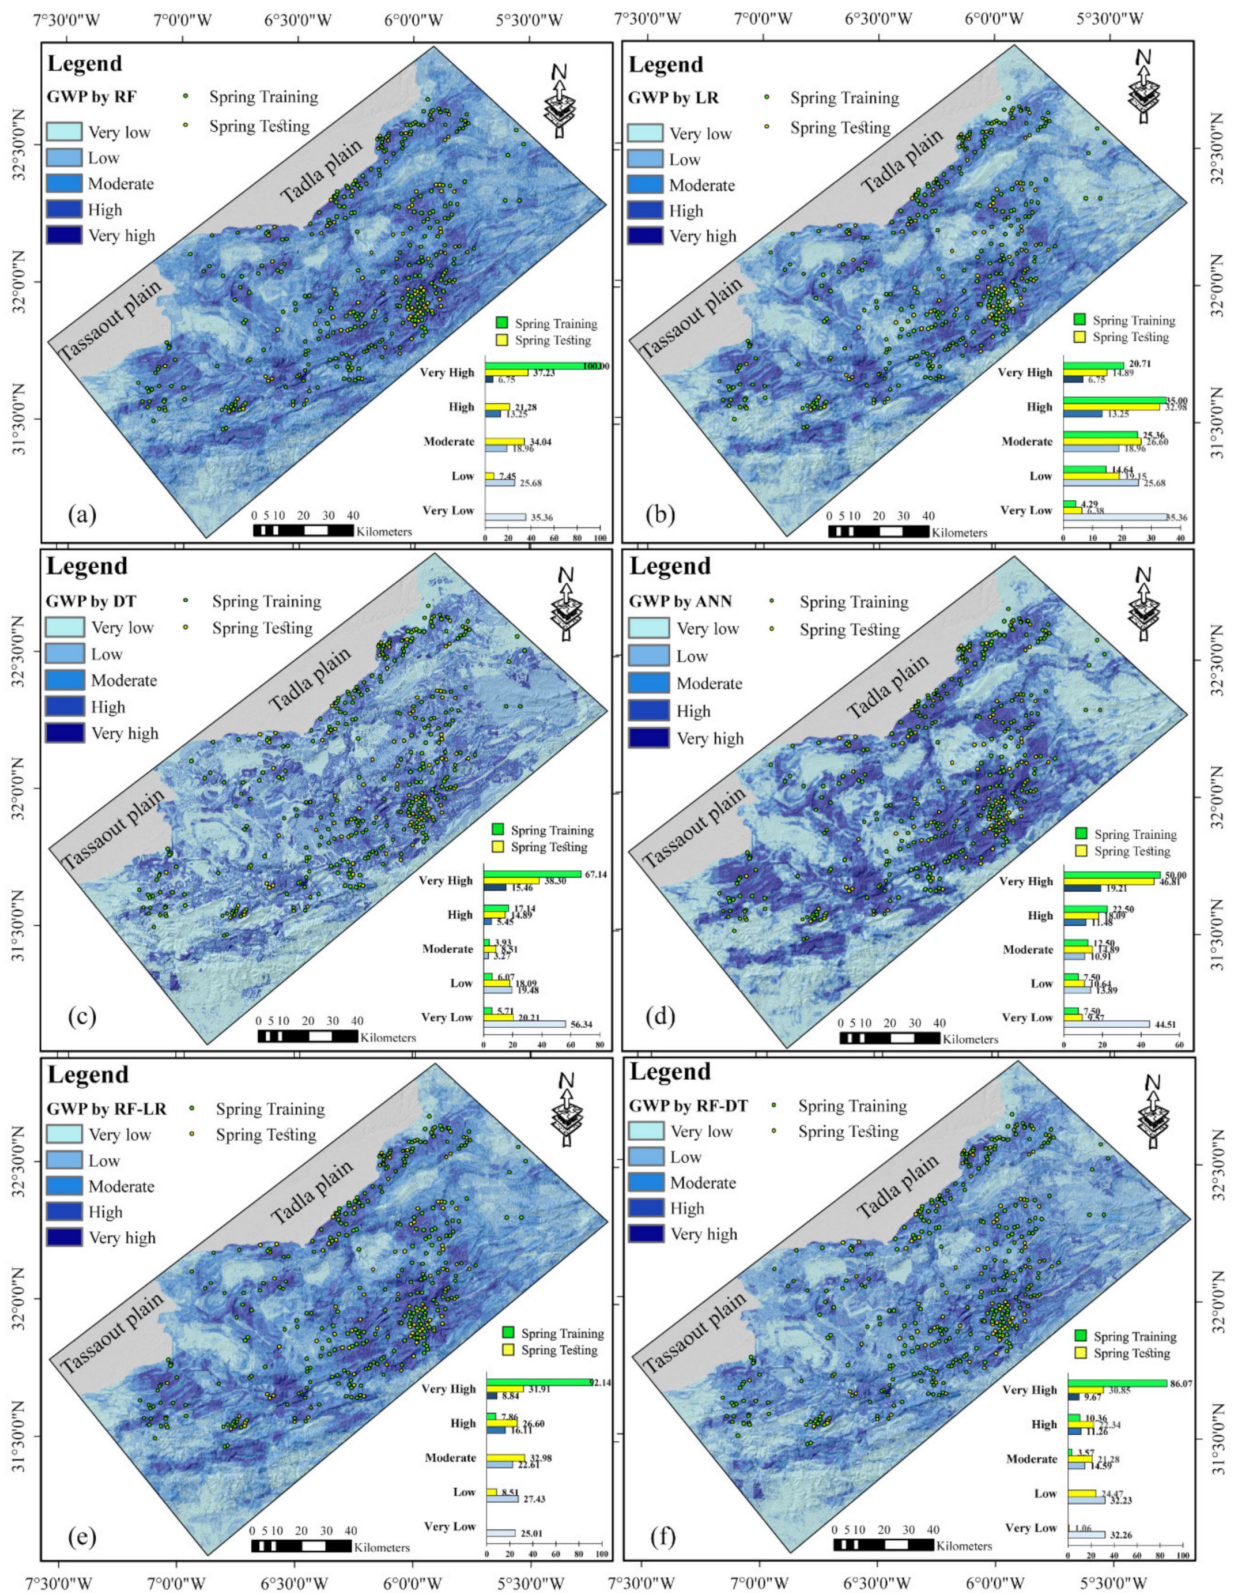 7°30'0"W 7°0'0"W 6°30'0"W 6°0'0"W 5°30'0"W 7°30'0"W 7°0'0"W 6°30'0"W 6°0'0"W 5°30'0"W
Legend
GWP by RF
Spring Training
Spring Testing
Very low
Low
Moderate
High
Very high
N
Tadla plain
Tassaout plain
32°30'0"N
32°0'0"N
31°30'0"N
Spring Training
Spring Testing
Very High 100.00 37.23 6.75
High 21.28 13.25
Moderate 34.04 18.96
Low 7.45 25.68
Very Low 35.36
0 20 40 60 80 100
(a)
0 5 10 20 30 40
Kilometers
Legend
GWP by LR
Spring Training
Spring Testing
Very low
Low
Moderate
High
Very high
N
Tadla plain
Tassaout plain
32°30'0"N
32°0'0"N
31°30'0"N
Spring Training
Spring Testing
Very High 20.71 14.89 6.75
High 35.00 32.98 13.25
Moderate 25.36 26.60 18.96
Low 14.64 19.15 25.68
Very Low 4.29 6.38 35.36
0 10 20 30 40
(b)
0 5 10 20 30 40
Kilometers
Legend
GWP by DT
Spring Training
Spring Testing
Very low
Low
Moderate
High
Very high
N
Tadla plain
Tassaout plain
32°30'0"N
32°0'0"N
31°30'0"N
Spring Training
Spring Testing
Very High 67.14 38.30 15.46
High 17.14 14.89 5.45
Moderate 3.93 8.51 3.27
Low 6.07 18.09 19.48
Very Low 5.71 20.21 56.34
0 20 40 60 80
(c)
0 5 10 20 30 40
Kilometers
Legend
GWP by ANN
Spring Training
Spring Testing
Very low
Low
Moderate
High
Very high
N
Tadla plain
Tassaout plain
32°30'0"N
32°0'0"N
31°30'0"N
Spring Training
Spring Testing
Very High 50.00 46.81 19.21
High 22.50 18.09 11.48
Moderate 12.50 14.89 10.91
Low 7.50 10.64 13.89
Very Low 7.50 9.57 44.51
0 20 40 60
(d)
0 5 10 20 30 40
Kilometers
Legend
GWP by RF-LR
Spring Training
Spring Testing
Very low
Low
Moderate
High
Very high
N
Tadla plain
Tassaout plain
32°30'0"N
32°0'0"N
31°30'0"N
Spring Training
Spring Testing
Very High 92.14 31.91 8.84
High 7.86 26.60 16.11
Moderate 32.98 22.61
Low 8.51 27.43
Very Low 25.01
0 20 40 60 80 100
(e)
0 5 10 20 30 40
Kilometers
Legend
GWP by RF-DT
Spring Training
Spring Testing
Very low
Low
Moderate
High
Very high
N
Tadla plain
Tassaout plain
32°30'0"N
32°0'0"N
31°30'0"N
Spring Training
Spring Testing
Very High 86.07 30.85 9.67
High 10.36 22.34 11.26
Moderate 3.57 21.28 14.59
Low 24.47 32.23
Very Low 1.06 32.26
0 20 40 60 80 100
(f)
0 5 10 20 30 40
Kilometers
7°30'0"W 7°0'0"W 6°30'0"W 6°0'0"W 5°30'0"W 7°30'0"W 7°0'0"W 6°30'0"W 6°0'0"W 5°30'0"W